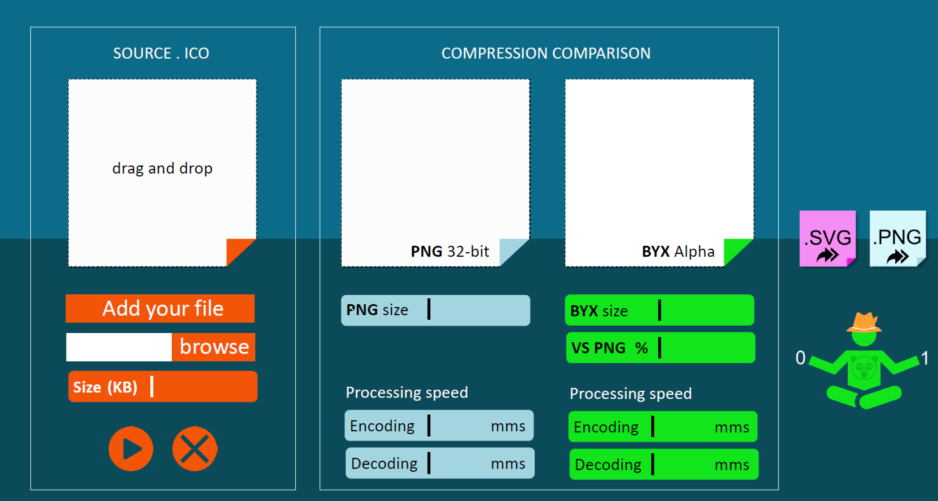 SOURCE . ICO
drag and drop
Add your file
browse
Size (KB)
COMPRESSION COMPARISON
PNG 32-bit
BYX Alpha
PNG size
BYX size
VS PNG %
Processing speed
Encoding mms
Decoding mms
Processing speed
Encoding mms
Decoding mms
.SVG
.PNG
0
1